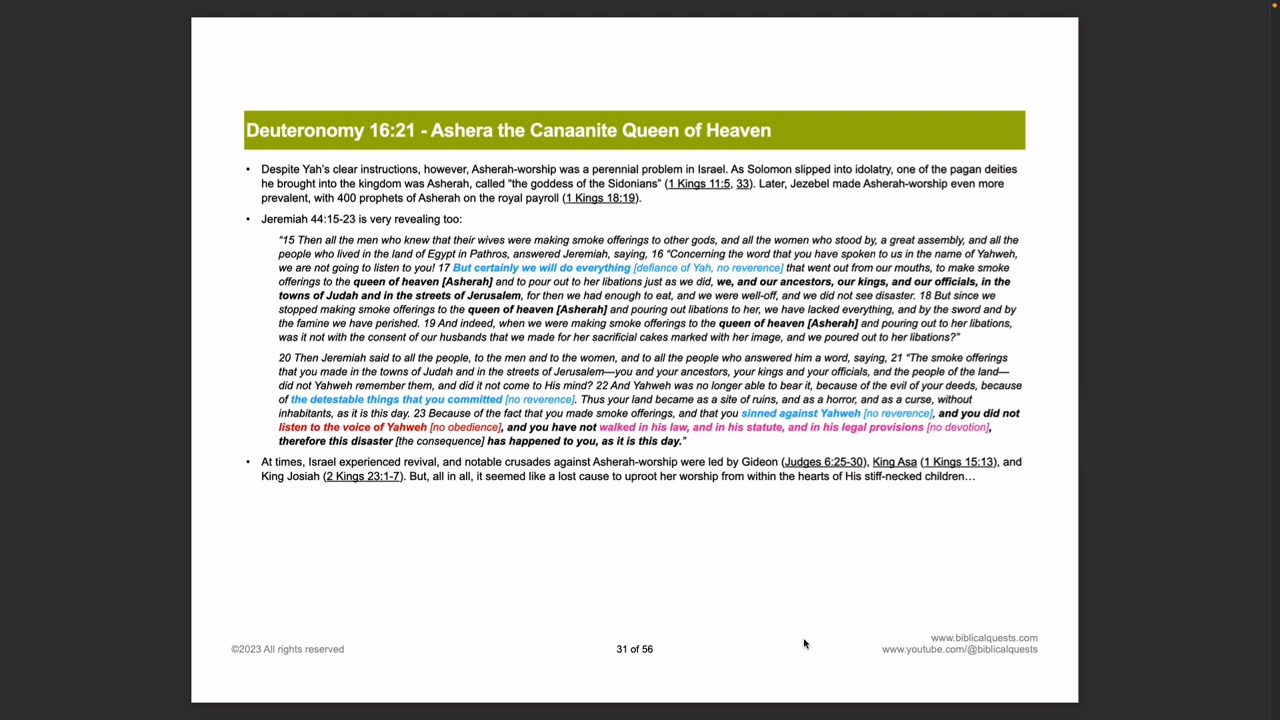 Deuteronomy 16:21 - Ashera the Canaanite Queen of Heaven
• Despite Yah's clear instructions, however, Asherah-worship was a perennial problem in Israel. As Solomon slipped into idolatry, one of the pagan deities
he brought into the kingdom was Asherah, called “the goddess of the Sidonians” (1 Kings 11:5, 33). Later, Jezebel made Asherah-worship even more
prevalent, with 400 prophets of Asherah on the royal payroll (1 Kings 18:19).
• Jeremiah 44:15-23 is very revealing too:
“15 Then all the men who knew that their wives were making smoke offerings to other gods, and all the women who stood by, a great assembly, and all the
people who lived in the land of Egypt in Pathros, answered Jeremiah, saying, 16 “Concerning the word that you have spoken to us in the name of Yahweh,
we are not going to listen to you! 17 But certainly we will do everything [defiance of Yah, no reverence] that went out from our mouths, to make smoke
offerings to the queen of heaven [Asherah] and to pour out to her libations just as we did, we, and our ancestors, our kings, and our officials, in the
towns of Judah and in the streets of Jerusalem, for then we had enough to eat, and we were well-off, and we did not see disaster. 18 But since we
stopped making smoke offerings to the queen of heaven [Asherah] and pouring out libations to her, we have lacked everything, and by the sword and by
the famine we have perished. 19 And indeed, when we were making smoke offerings to the queen of heaven [Asherah] and pouring out to her libations,
was it not with the consent of our husbands that we made for her sacrificial cakes marked with her image, and we poured out to her libations?”
20 Then Jeremiah said to all the people, to the men and to the women, and to all the people who answered him a word, saying, 21 “The smoke offerings
that you made in the towns of Judah and in the streets of Jerusalem—you and your ancestors, your kings and your officials, and the people of the land—
did not Yahweh remember them, and did it not come to His mind? 22 And Yahweh was no longer able to bear it, because of the evil of your deeds, because
of the detestable things that you committed [no reverence]. Thus your land became as a site of ruins, and as a horror, and as a curse, without
inhabitants, as it is this day. 23 Because of the fact that you made smoke offerings, and that you sinned against Yahweh [no reverence], and you did not
listen to the voice of Yahweh [no obedience], and you have not walked in his law, and in his statute, and in his legal provisions [no devotion],
therefore this disaster [the consequence] has happened to you, as it is this day.”
• At times, Israel experienced revival, and notable crusades against Asherah-worship were led by Gideon (Judges 6:25-30), King Asa (1 Kings 15:13), and
King Josiah (2 Kings 23:1-7). But, all in all, it seemed like a lost cause to uproot her worship from within the hearts of His stiff-necked children…
©2023 All rights reserved
31 of 56
www.biblicalquests.com
www.youtube.com/@biblicalquests